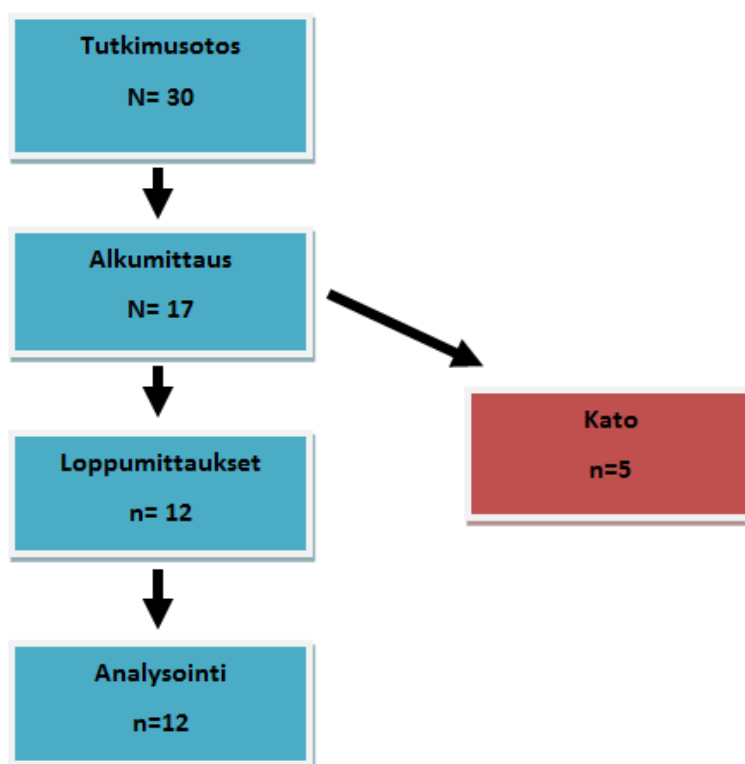 Tutkimusotos
N= 30
Alkumittaus
N= 17
Kato
n=5
Loppumittaukset
n= 12
Analysointi
n=12